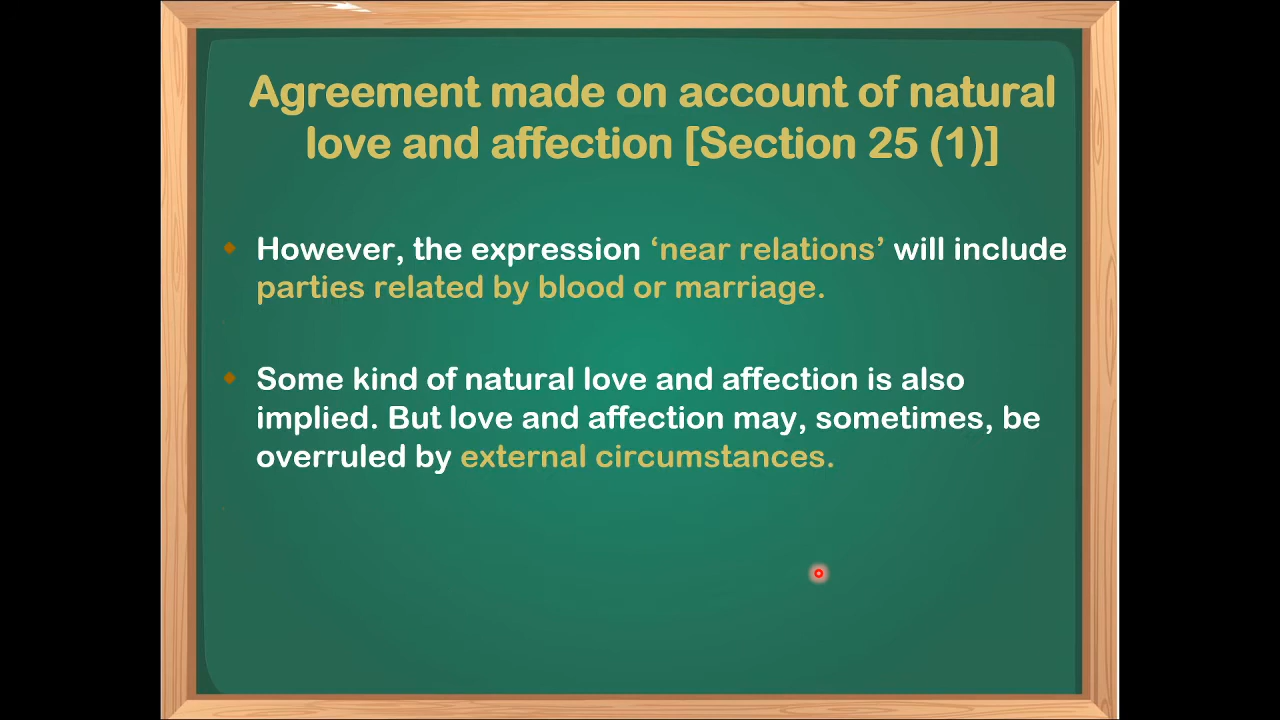 Agreement made on account of natural
love and affection [Section 25 (1)]
However, the expression ‘near relations’ will include
parties related by blood or marriage.
Some kind of natural love and affection is also
implied. But love and affection may, sometimes, be
overruled by external circumstances.